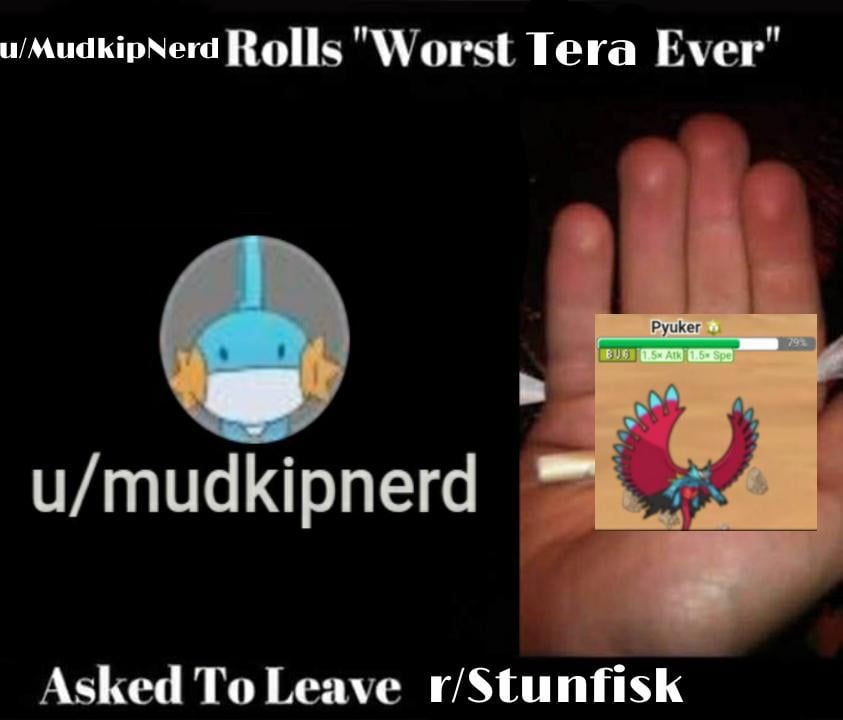 u/MudkipNerd Rolls "Worst Tera Ever"
Pyuker
79%
BUG 1.5× Atk 1.5× Spe
u/mudkipnerd
Asked To Leave r/Stunfisk